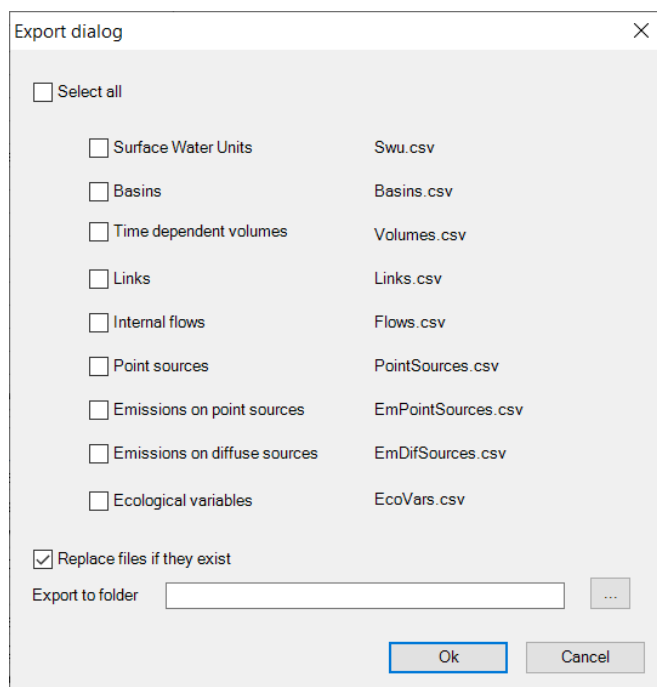 Export dialog
Select all
Surface Water Units Swu.csv
Basins Basins.csv
Time dependent volumes Volumes.csv
Links Links.csv
Internal flows Flows.csv
Point sources PointSources.csv
Emissions on point sources EmPointSources.csv
Emissions on diffuse sources EmDifSources.csv
Ecological variables EcoVars.csv
Replace files if they exist
Export to folder ...
Ok Cancel